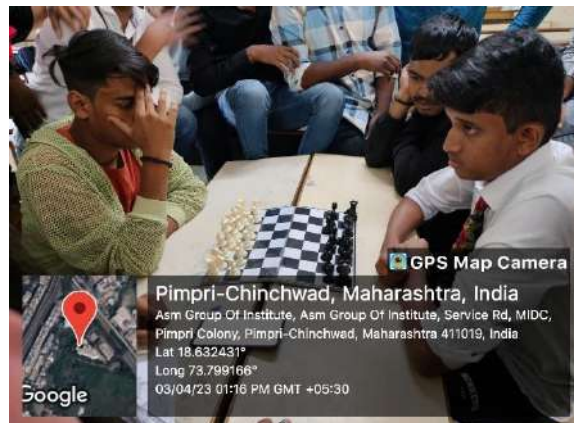 GPS Map Camera
Pimpri-Chinchwad, Maharashtra, India
Asm Group Of Institute, Asm Group Of Institute, Service Rd, MIDC,
Pimpri Colony, Pimpri-Chinchwad, Maharashtra 411019, India
Lat 18.632431°
Long 73.799166°
03/04/23 01:16 PM GMT +05:30
Google